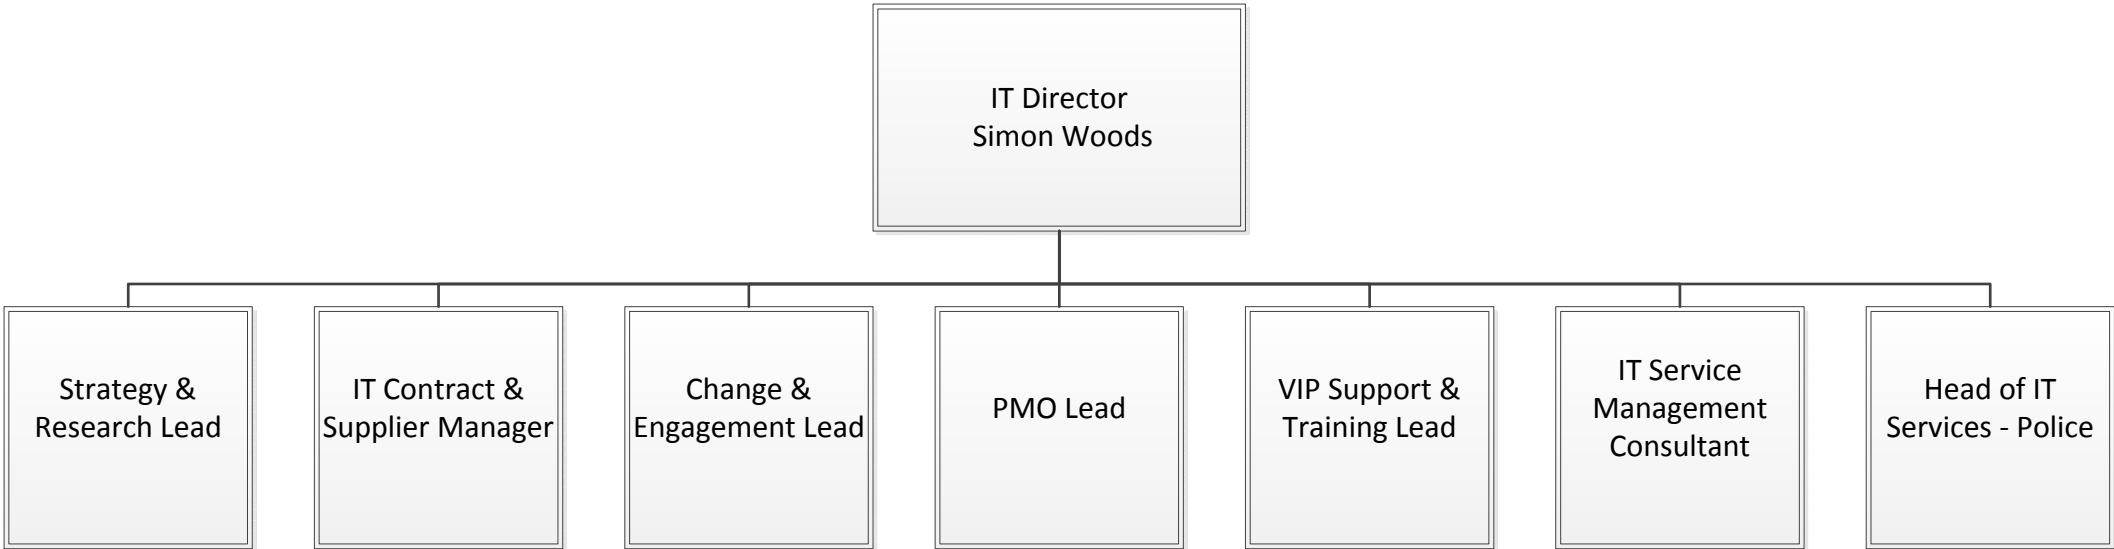 IT Director
Simon Woods
Strategy &
Research Lead
IT Contract &
Supplier Manager
Change &
Engagement Lead
PMO Lead
VIP Support &
Training Lead
IT Service
Management
Consultant
Head of IT
Services - Police